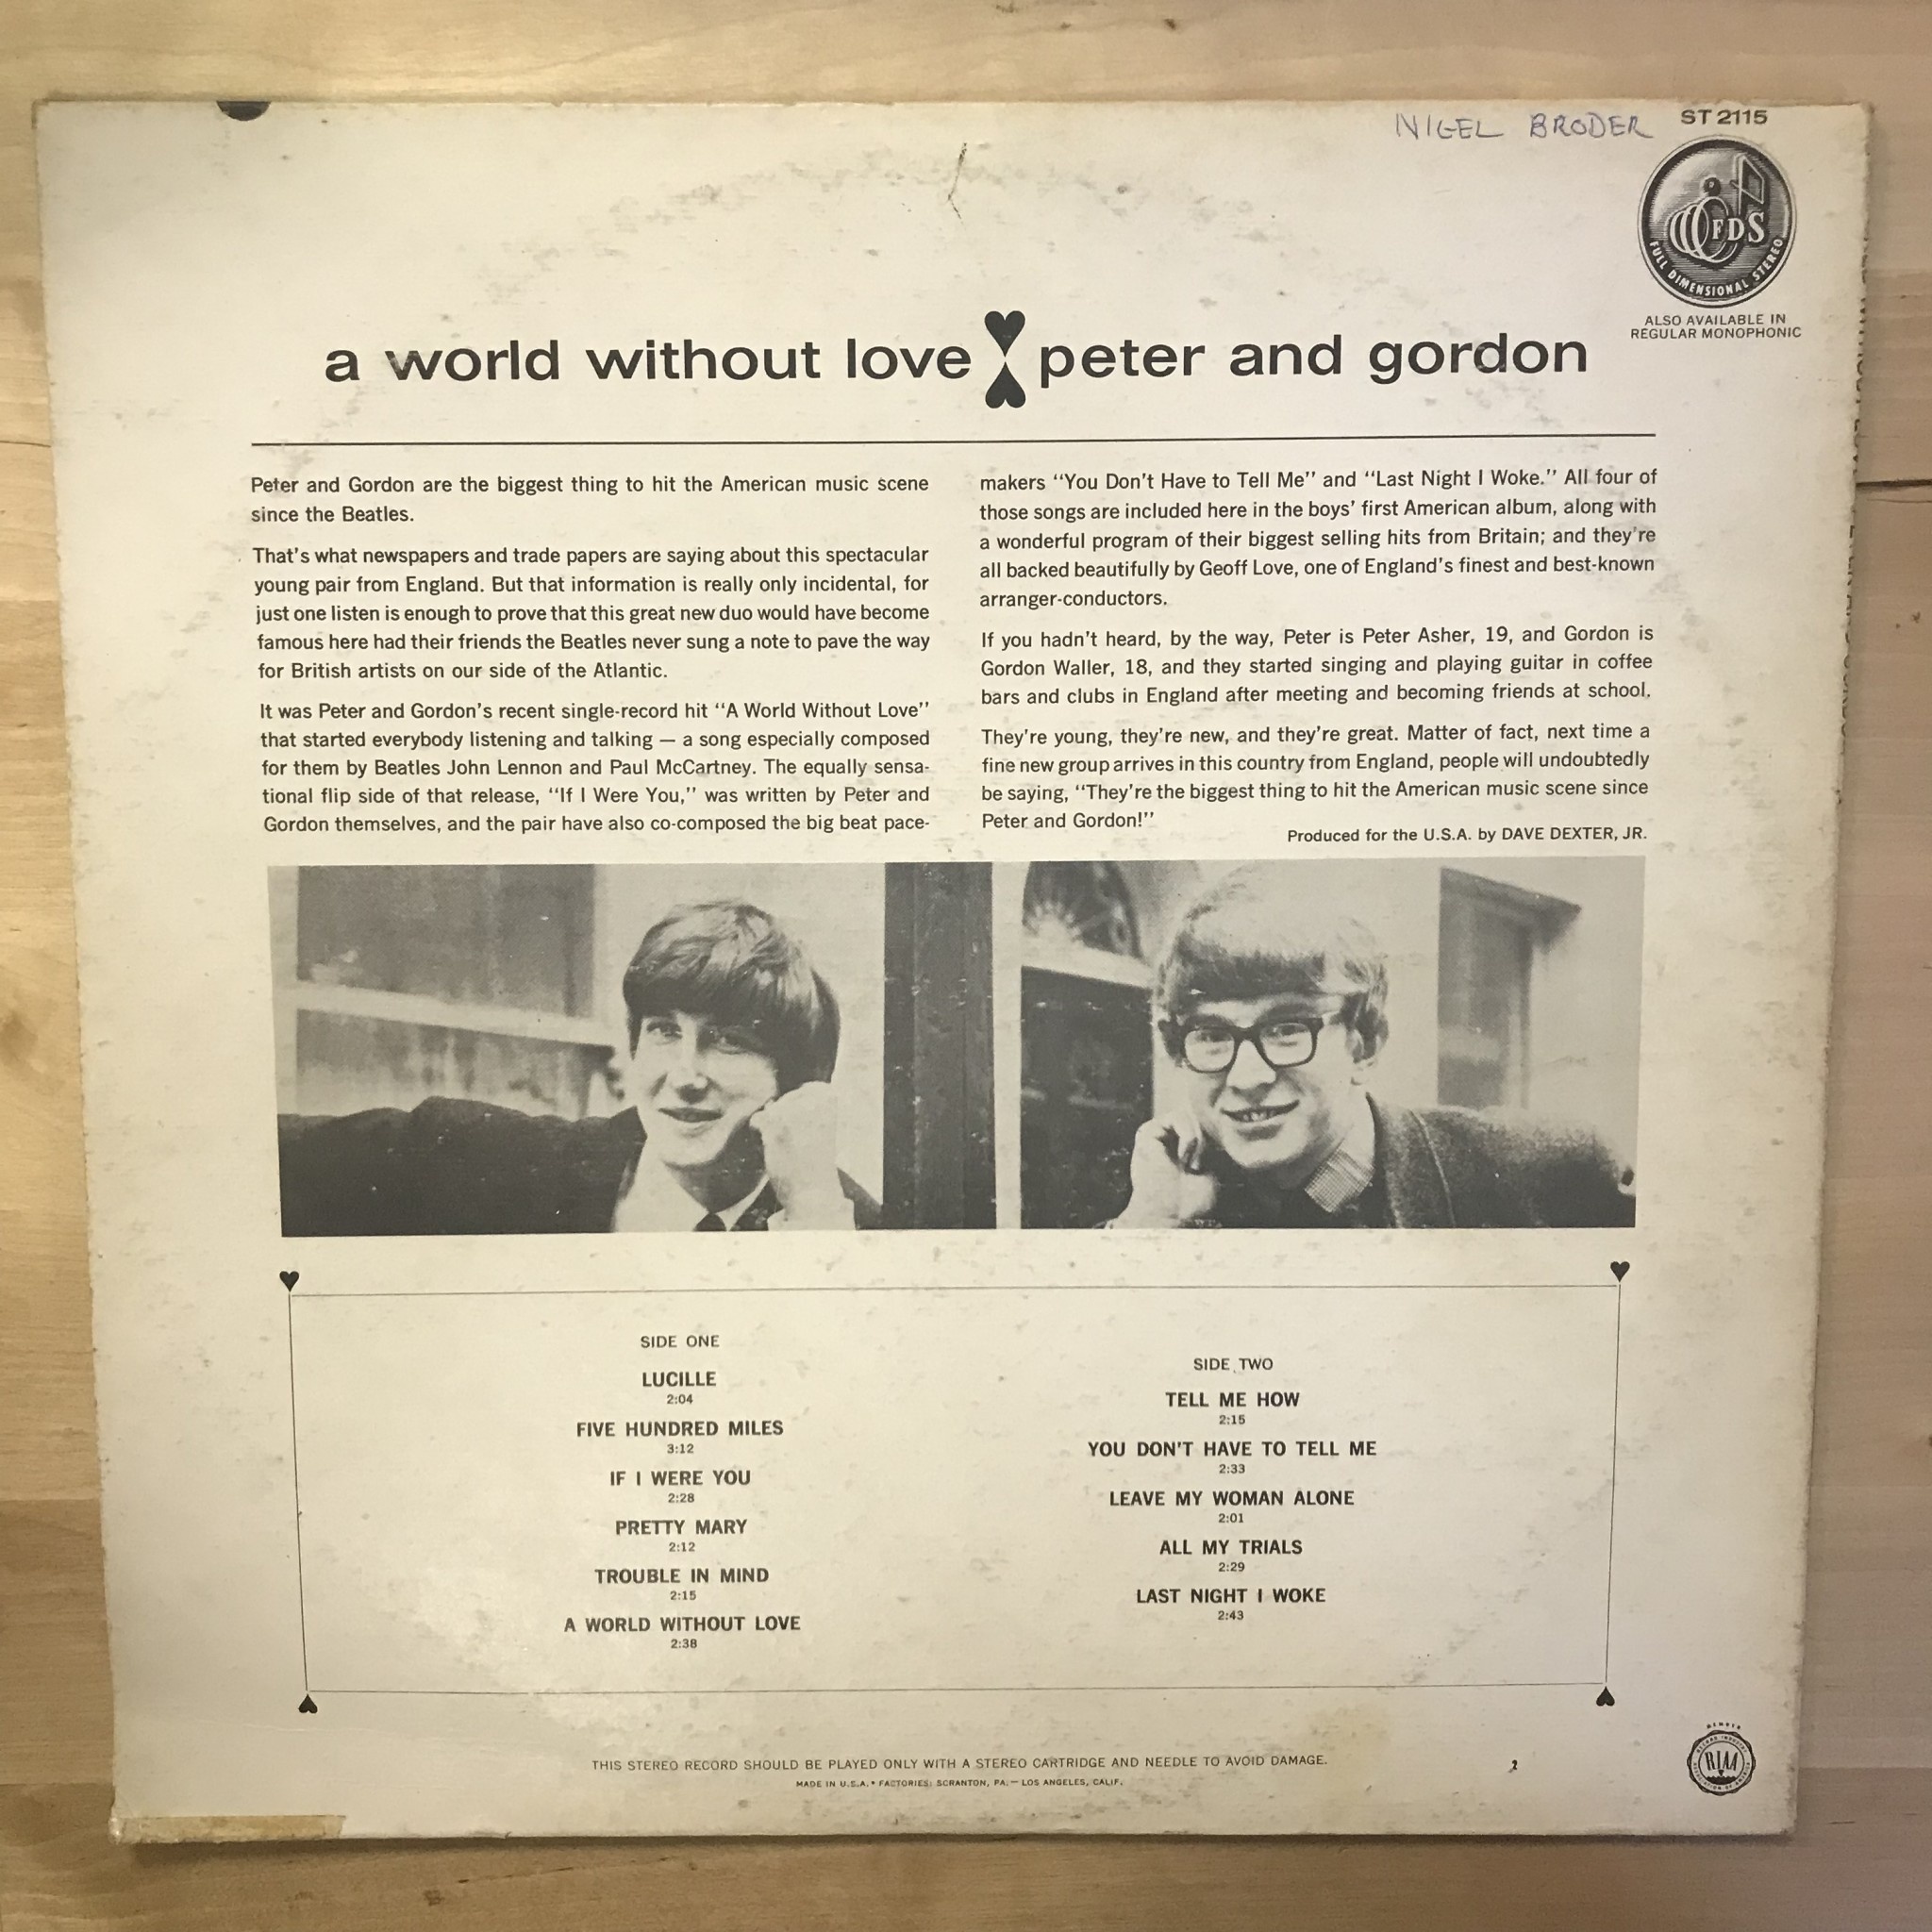 NIGEL BRODER
ST 2115
FDS
FULL DIMENSIONAL STEREO
ALSO AVAILABLE IN
REGULAR MONOPHONIC
a world without love peter and gordon
Peter and Gordon are the biggest thing to hit the American music scene
since the Beatles.
That's what newspapers and trade papers are saying about this spectacular
young pair from England. But that information is really only incidental, for
just one listen is enough to prove that this great new duo would have become
famous here had their friends the Beatles never sung a note to pave the way
for British artists on our side of the Atlantic.
It was Peter and Gordon's recent single-record hit "A World Without Love"
that started everybody listening and talking — a song especially composed
for them by Beatles John Lennon and Paul McCartney. The equally sensa-
tional flip side of that release, "If I Were You," was written by Peter and
Gordon themselves, and the pair have also co-composed the big beat pace-
makers "You Don't Have to Tell Me" and "Last Night I Woke." All four of
those songs are included here in the boys' first American album, along with
a wonderful program of their biggest selling hits from Britain; and they're
all backed beautifully by Geoff Love, one of England's finest and best-known
arranger-conductors.
If you hadn't heard, by the way, Peter is Peter Asher, 19, and Gordon is
Gordon Waller, 18, and they started singing and playing guitar in coffee
bars and clubs in England after meeting and becoming friends at school.
They're young, they're new, and they're great. Matter of fact, next time a
fine new group arrives in this country from England, people will undoubtedly
be saying, "They're the biggest thing to hit the American music scene since
Peter and Gordon!"
Produced for the U.S.A. by DAVE DEXTER, JR.
SIDE ONE
LUCILLE
2:04
FIVE HUNDRED MILES
3:12
IF I WERE YOU
2:28
PRETTY MARY
2:12
TROUBLE IN MIND
2:15
A WORLD WITHOUT LOVE
2:38
SIDE TWO
TELL ME HOW
2:15
YOU DON'T HAVE TO TELL ME
2:33
LEAVE MY WOMAN ALONE
2:01
ALL MY TRIALS
2:29
LAST NIGHT I WOKE
2:43
THIS STEREO RECORD SHOULD BE PLAYED ONLY WITH A STEREO CARTRIDGE AND NEEDLE TO AVOID DAMAGE.
MADE IN U.S.A. • FACTORIES: SCRANTON, PA. — LOS ANGELES, CALIF.
2
MEMBER
RIAA